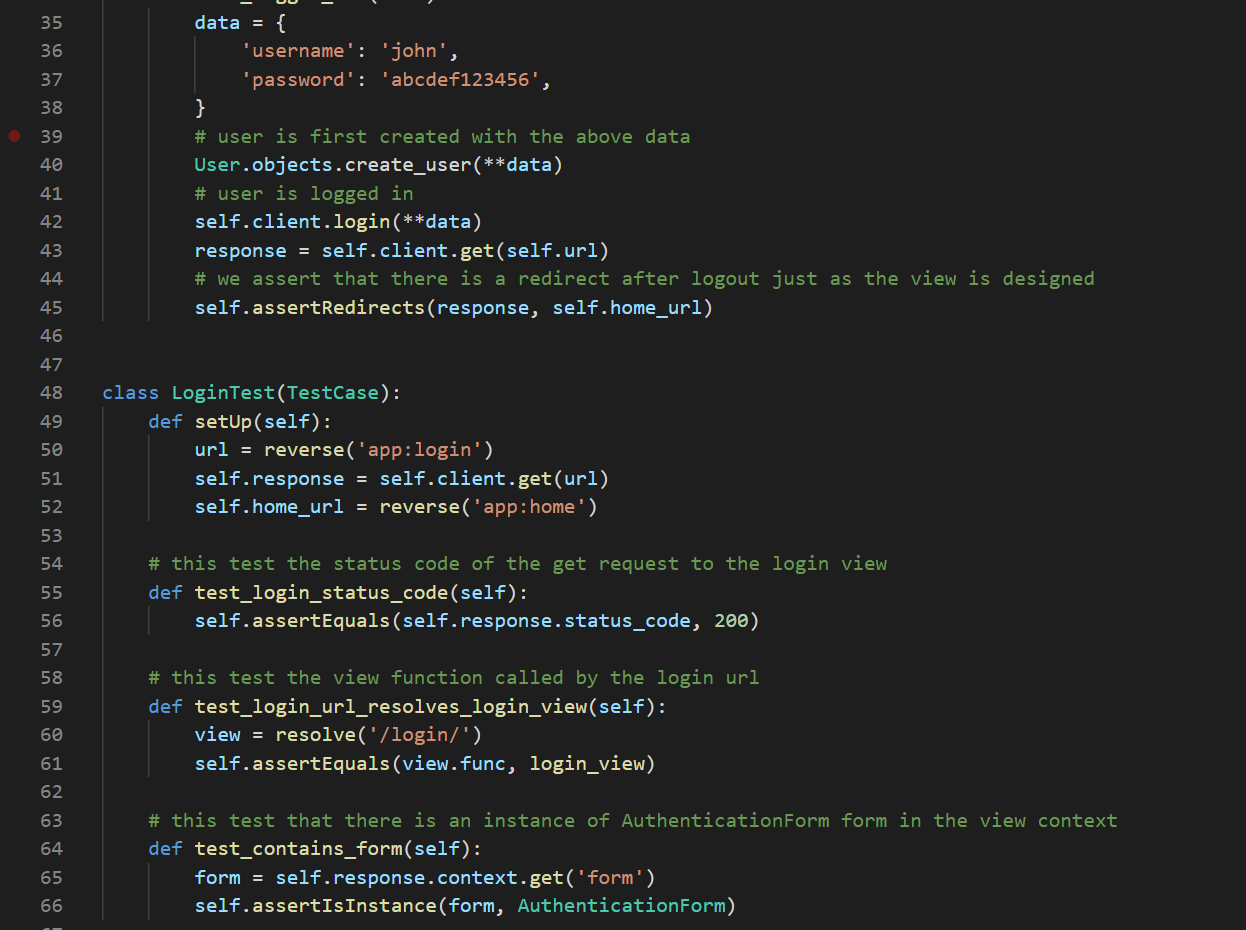 35 data = {
36 'username': 'john',
37 'password': 'abcdef123456',
38 }
39 # user is first created with the above data
40 User.objects.create_user(**data)
41 # user is logged in
42 self.client.login(**data)
43 response = self.client.get(self.url)
44 # we assert that there is a redirect after logout just as the view is designed
45 self.assertRedirects(response, self.home_url)
46
47
48 class LoginTest(TestCase):
49 def setUp(self):
50 url = reverse('app:login')
51 self.response = self.client.get(url)
52 self.home_url = reverse('app:home')
53
54 # this test the status code of the get request to the login view
55 def test_login_status_code(self):
56 self.assertEquals(self.response.status_code, 200)
57
58 # this test the view function called by the login url
59 def test_login_url_resolves_login_view(self):
60 view = resolve('/login/')
61 self.assertEquals(view.func, login_view)
62
63 # this test that there is an instance of AuthenticationForm form in the view context
64 def test_contains_form(self):
65 form = self.response.context.get('form')
66 self.assertIsInstance(form, AuthenticationForm)